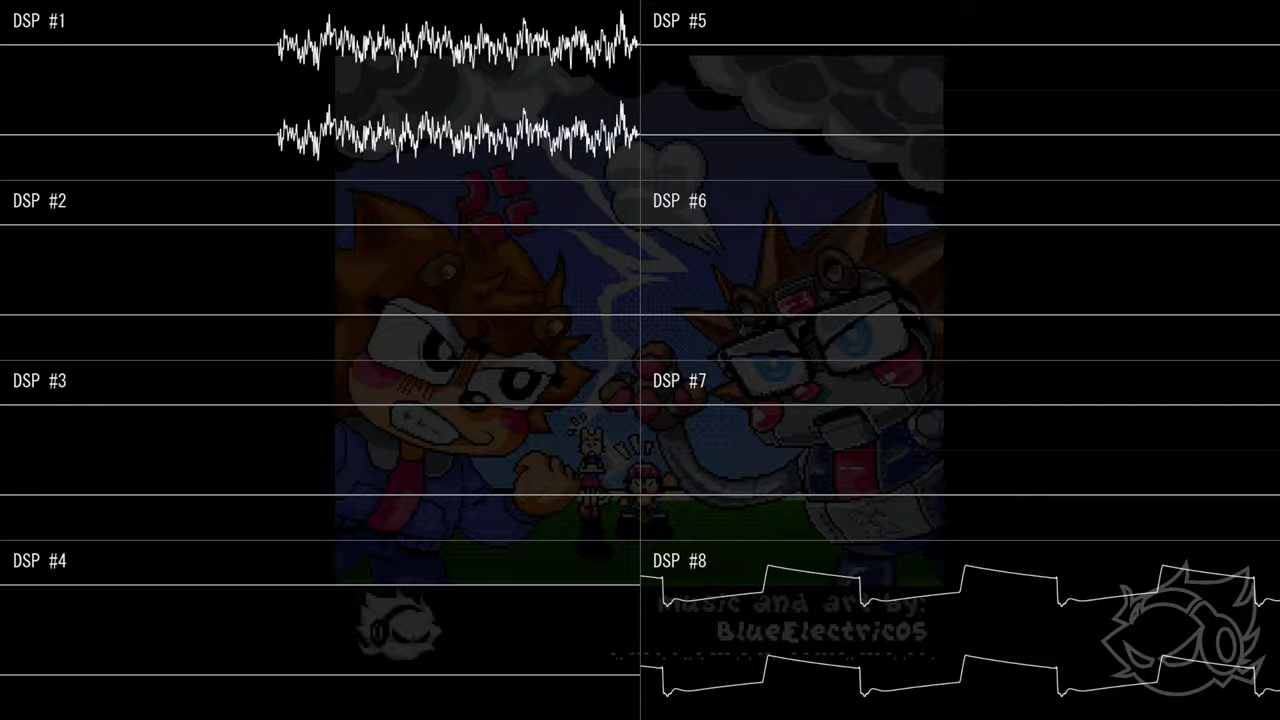 DSP #1
DSP #5
DSP #2
DSP #6
DSP #3
DSP #7
DSP #4
DSP #8
Music and art by:
BlueElectric05